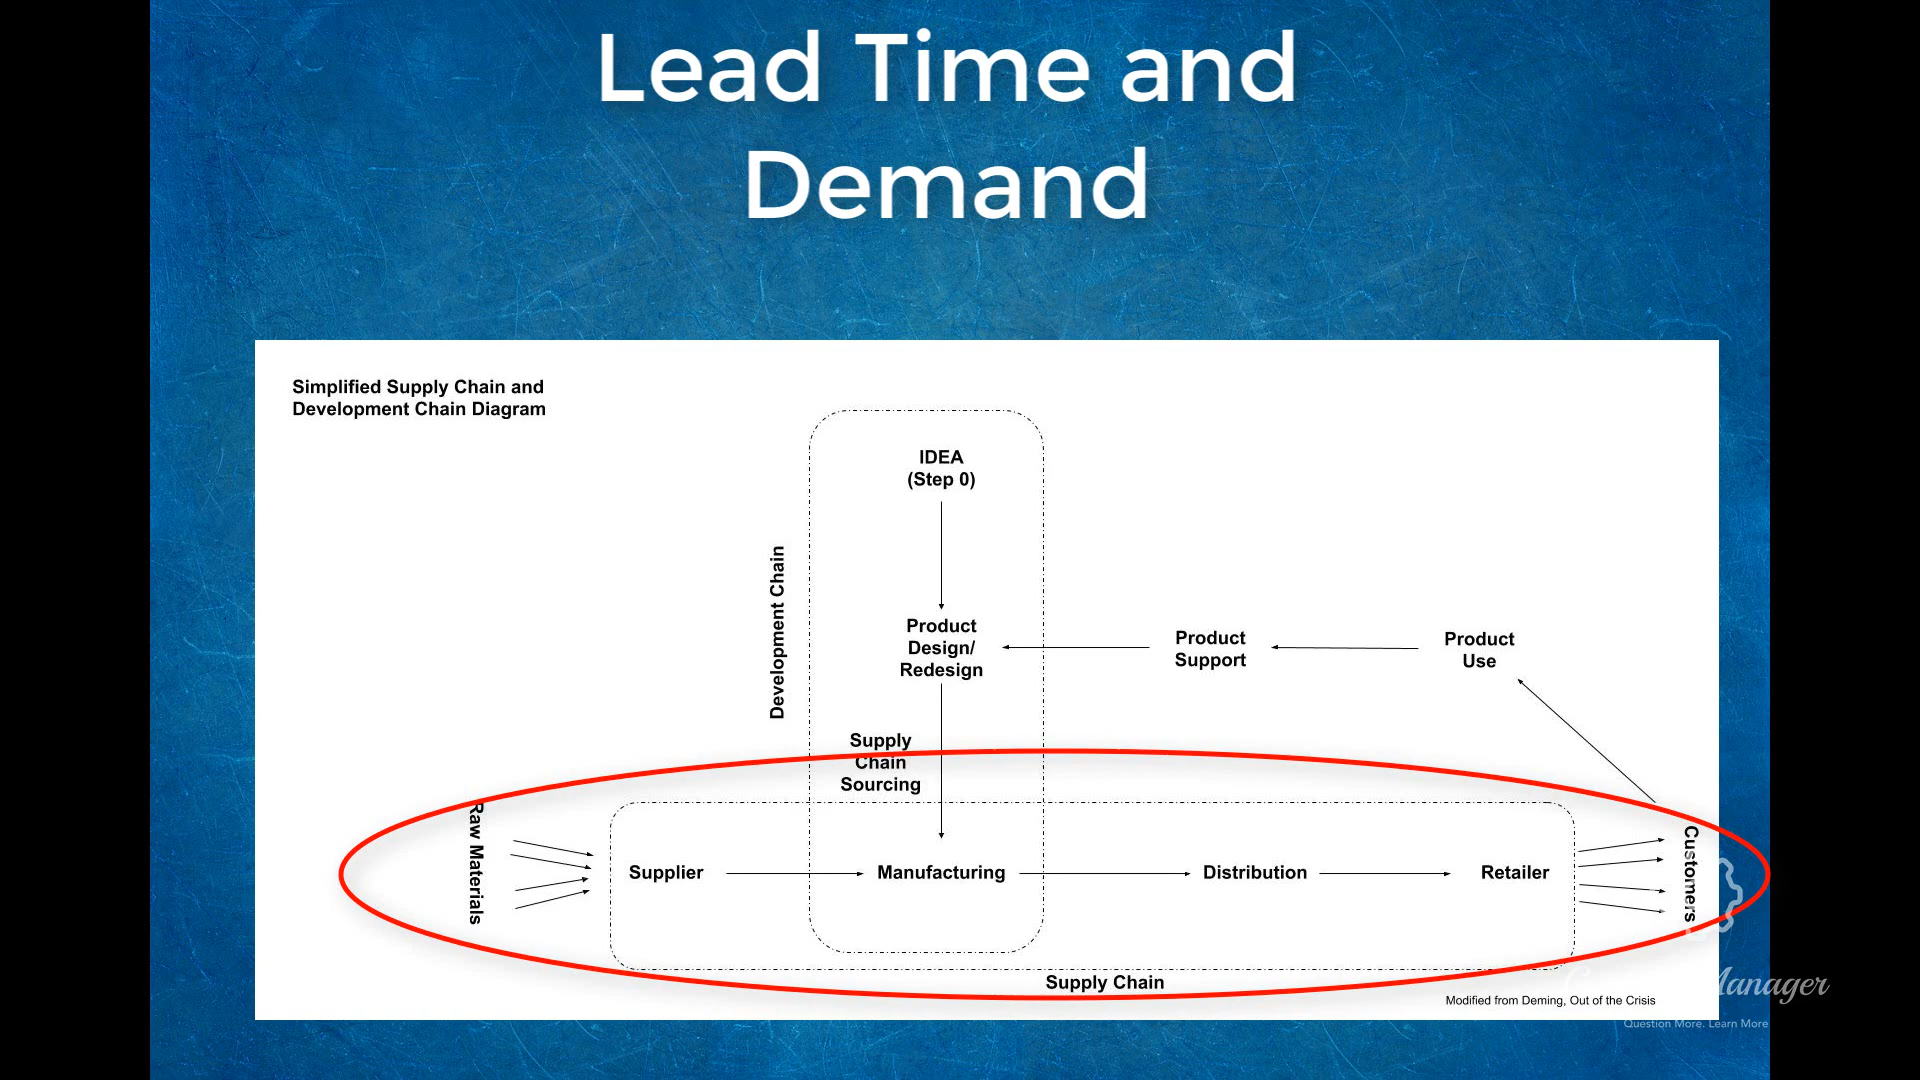 Lead Time and
Demand
Simplified Supply Chain and
Development Chain Diagram
IDEA
(Step 0)
Development Chain
Product
Design/
Redesign
Product
Support
Product
Use
Supply
Chain
Sourcing
Raw Materials
Supplier
Manufacturing
Distribution
Retailer
Customers
Supply Chain
Modified from Deming, Out of the Crisis
Manager
Question More. Learn More